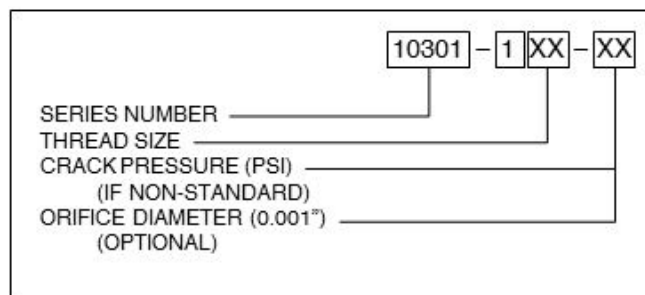 10301 – 1 XX – XX
SERIES NUMBER
THREAD SIZE
CRACK PRESSURE (PSI)
(IF NON-STANDARD)
ORIFICE DIAMETER (0.001")
(OPTIONAL)